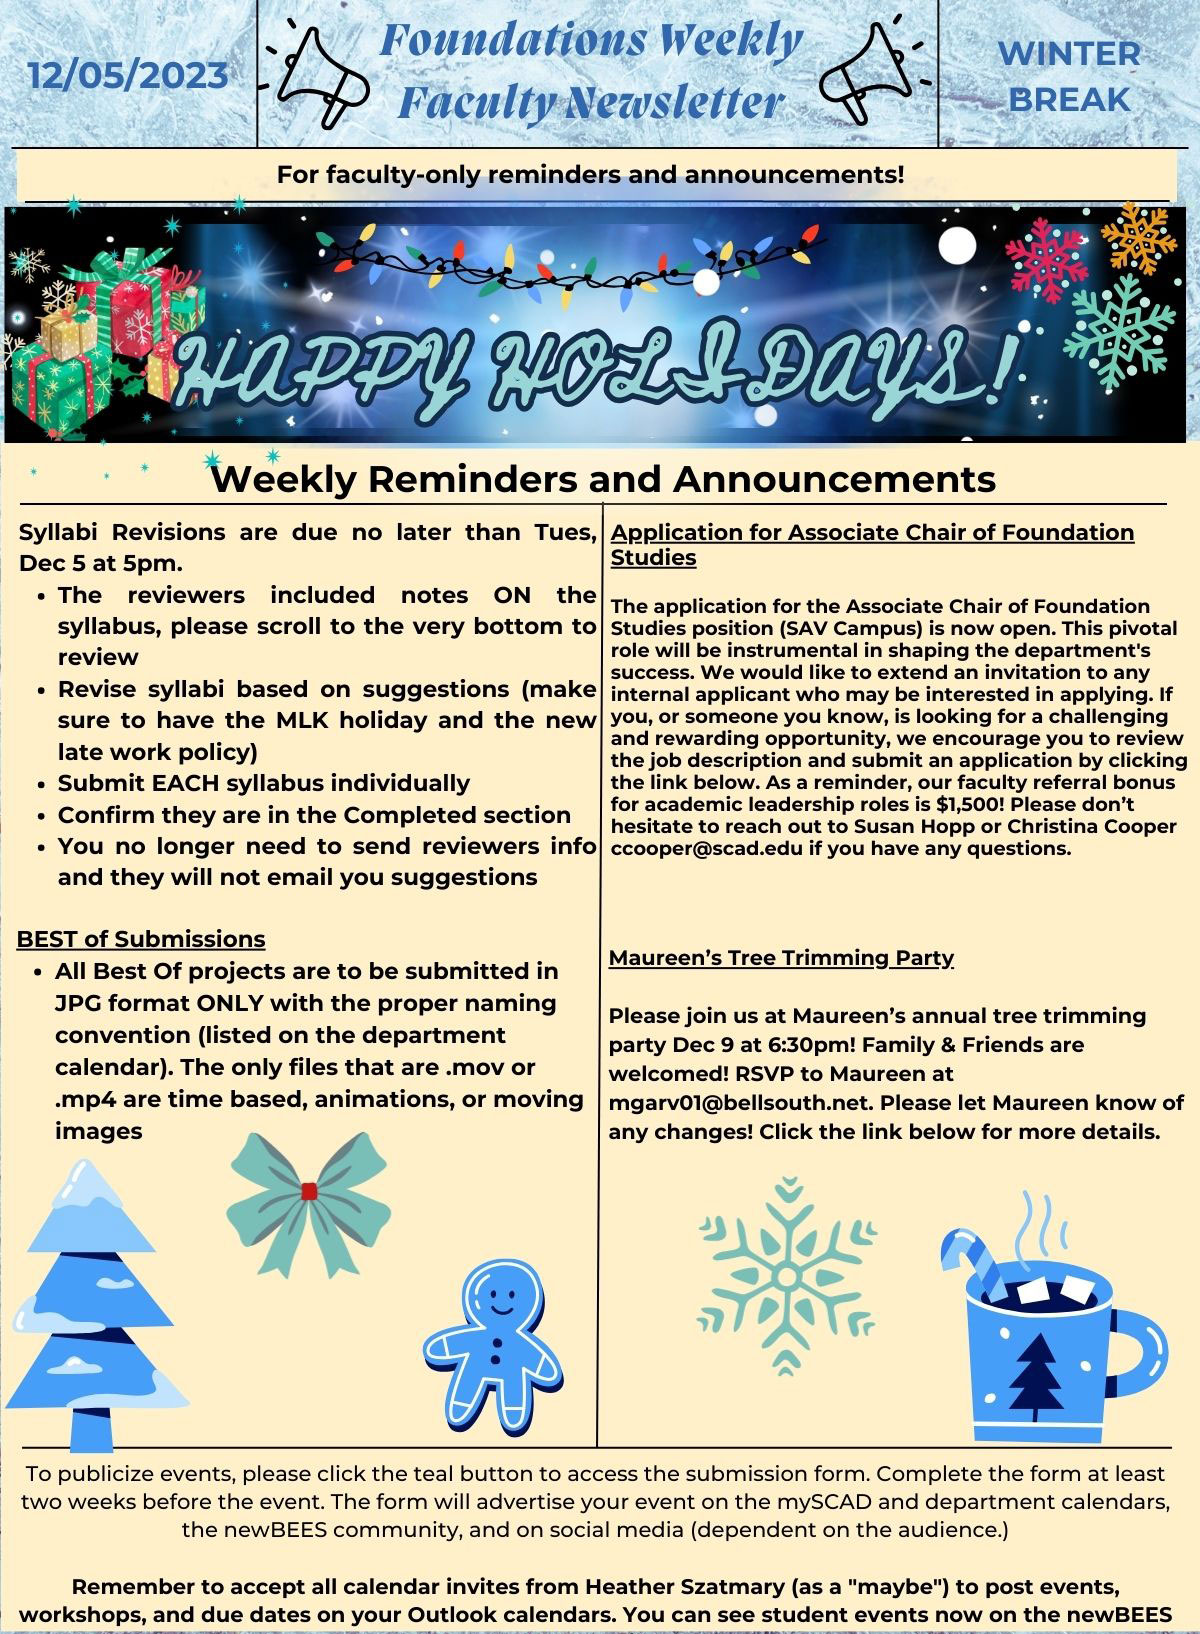 12/05/2023
Foundations Weekly
Faculty Newsletter
WINTER
BREAK
For faculty-only reminders and announcements!
HAPPY HOLIDAYS!
Weekly Reminders and Announcements
Syllabi Revisions are due no later than Tues,
Dec 5 at 5pm.
• The reviewers included notes ON the
syllabus, please scroll to the very bottom to
review
• Revise syllabi based on suggestions (make
sure to have the MLK holiday and the new
late work policy)
• Submit EACH syllabus individually
• Confirm they are in the Completed section
• You no longer need to send reviewers info
and they will not email you suggestions
BEST of Submissions
• All Best Of projects are to be submitted in
JPG format ONLY with the proper naming
convention (listed on the department
calendar). The only files that are .mov or
.mp4 are time based, animations, or moving
images
Application for Associate Chair of Foundation
Studies
The application for the Associate Chair of Foundation
Studies position (SAV Campus) is now open. This pivotal
role will be instrumental in shaping the department's
success. We would like to extend an invitation to any
internal applicant who may be interested in applying. If
you, or someone you know, is looking for a challenging
and rewarding opportunity, we encourage you to review
the job description and submit an application by clicking
the link below. As a reminder, our faculty referral bonus
for academic leadership roles is $1,500! Please don’t
hesitate to reach out to Susan Hopp or Christina Cooper
ccooper@scad.edu if you have any questions.
Maureen’s Tree Trimming Party
Please join us at Maureen’s annual tree trimming
party Dec 9 at 6:30pm! Family & Friends are
welcomed! RSVP to Maureen at
mgarv01@bellsouth.net. Please let Maureen know of
any changes! Click the link below for more details.
To publicize events, please click the teal button to access the submission form. Complete the form at least
two weeks before the event. The form will advertise your event on the mySCAD and department calendars,
the newBEES community, and on social media (dependent on the audience.)
Remember to accept all calendar invites from Heather Szatmary (as a "maybe") to post events,
workshops, and due dates on your Outlook calendars. You can see student events now on the newBEES